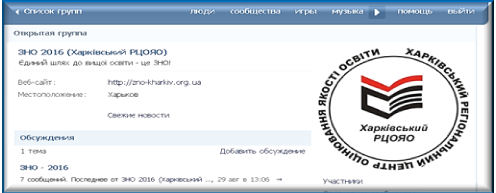 Список групп люди сообщества игры музыка помощь выйти
Открытая группа
ЗНО 2016 (Харківський РЦОЯО)
Єдиний шлях до вищої освіти - це ЗНО!
Веб-сайт: http://zno-kharkiv.org.ua
Местоположение: Харьков
Свежие новости
Обсуждения
1 тема Добавить обсуждение
ЗНО - 2016
7 сообщений. Последнее от ЗНО 2016 (Харківський ..., 29 авг в 13:06 →
ХАРКІВСЬКИЙ РЕГІОНАЛЬНИЙ ЦЕНТР ОЦІНЮВАННЯ ЯКОСТІ ОСВІТИ
Харківський
РЦОЯО
Участники